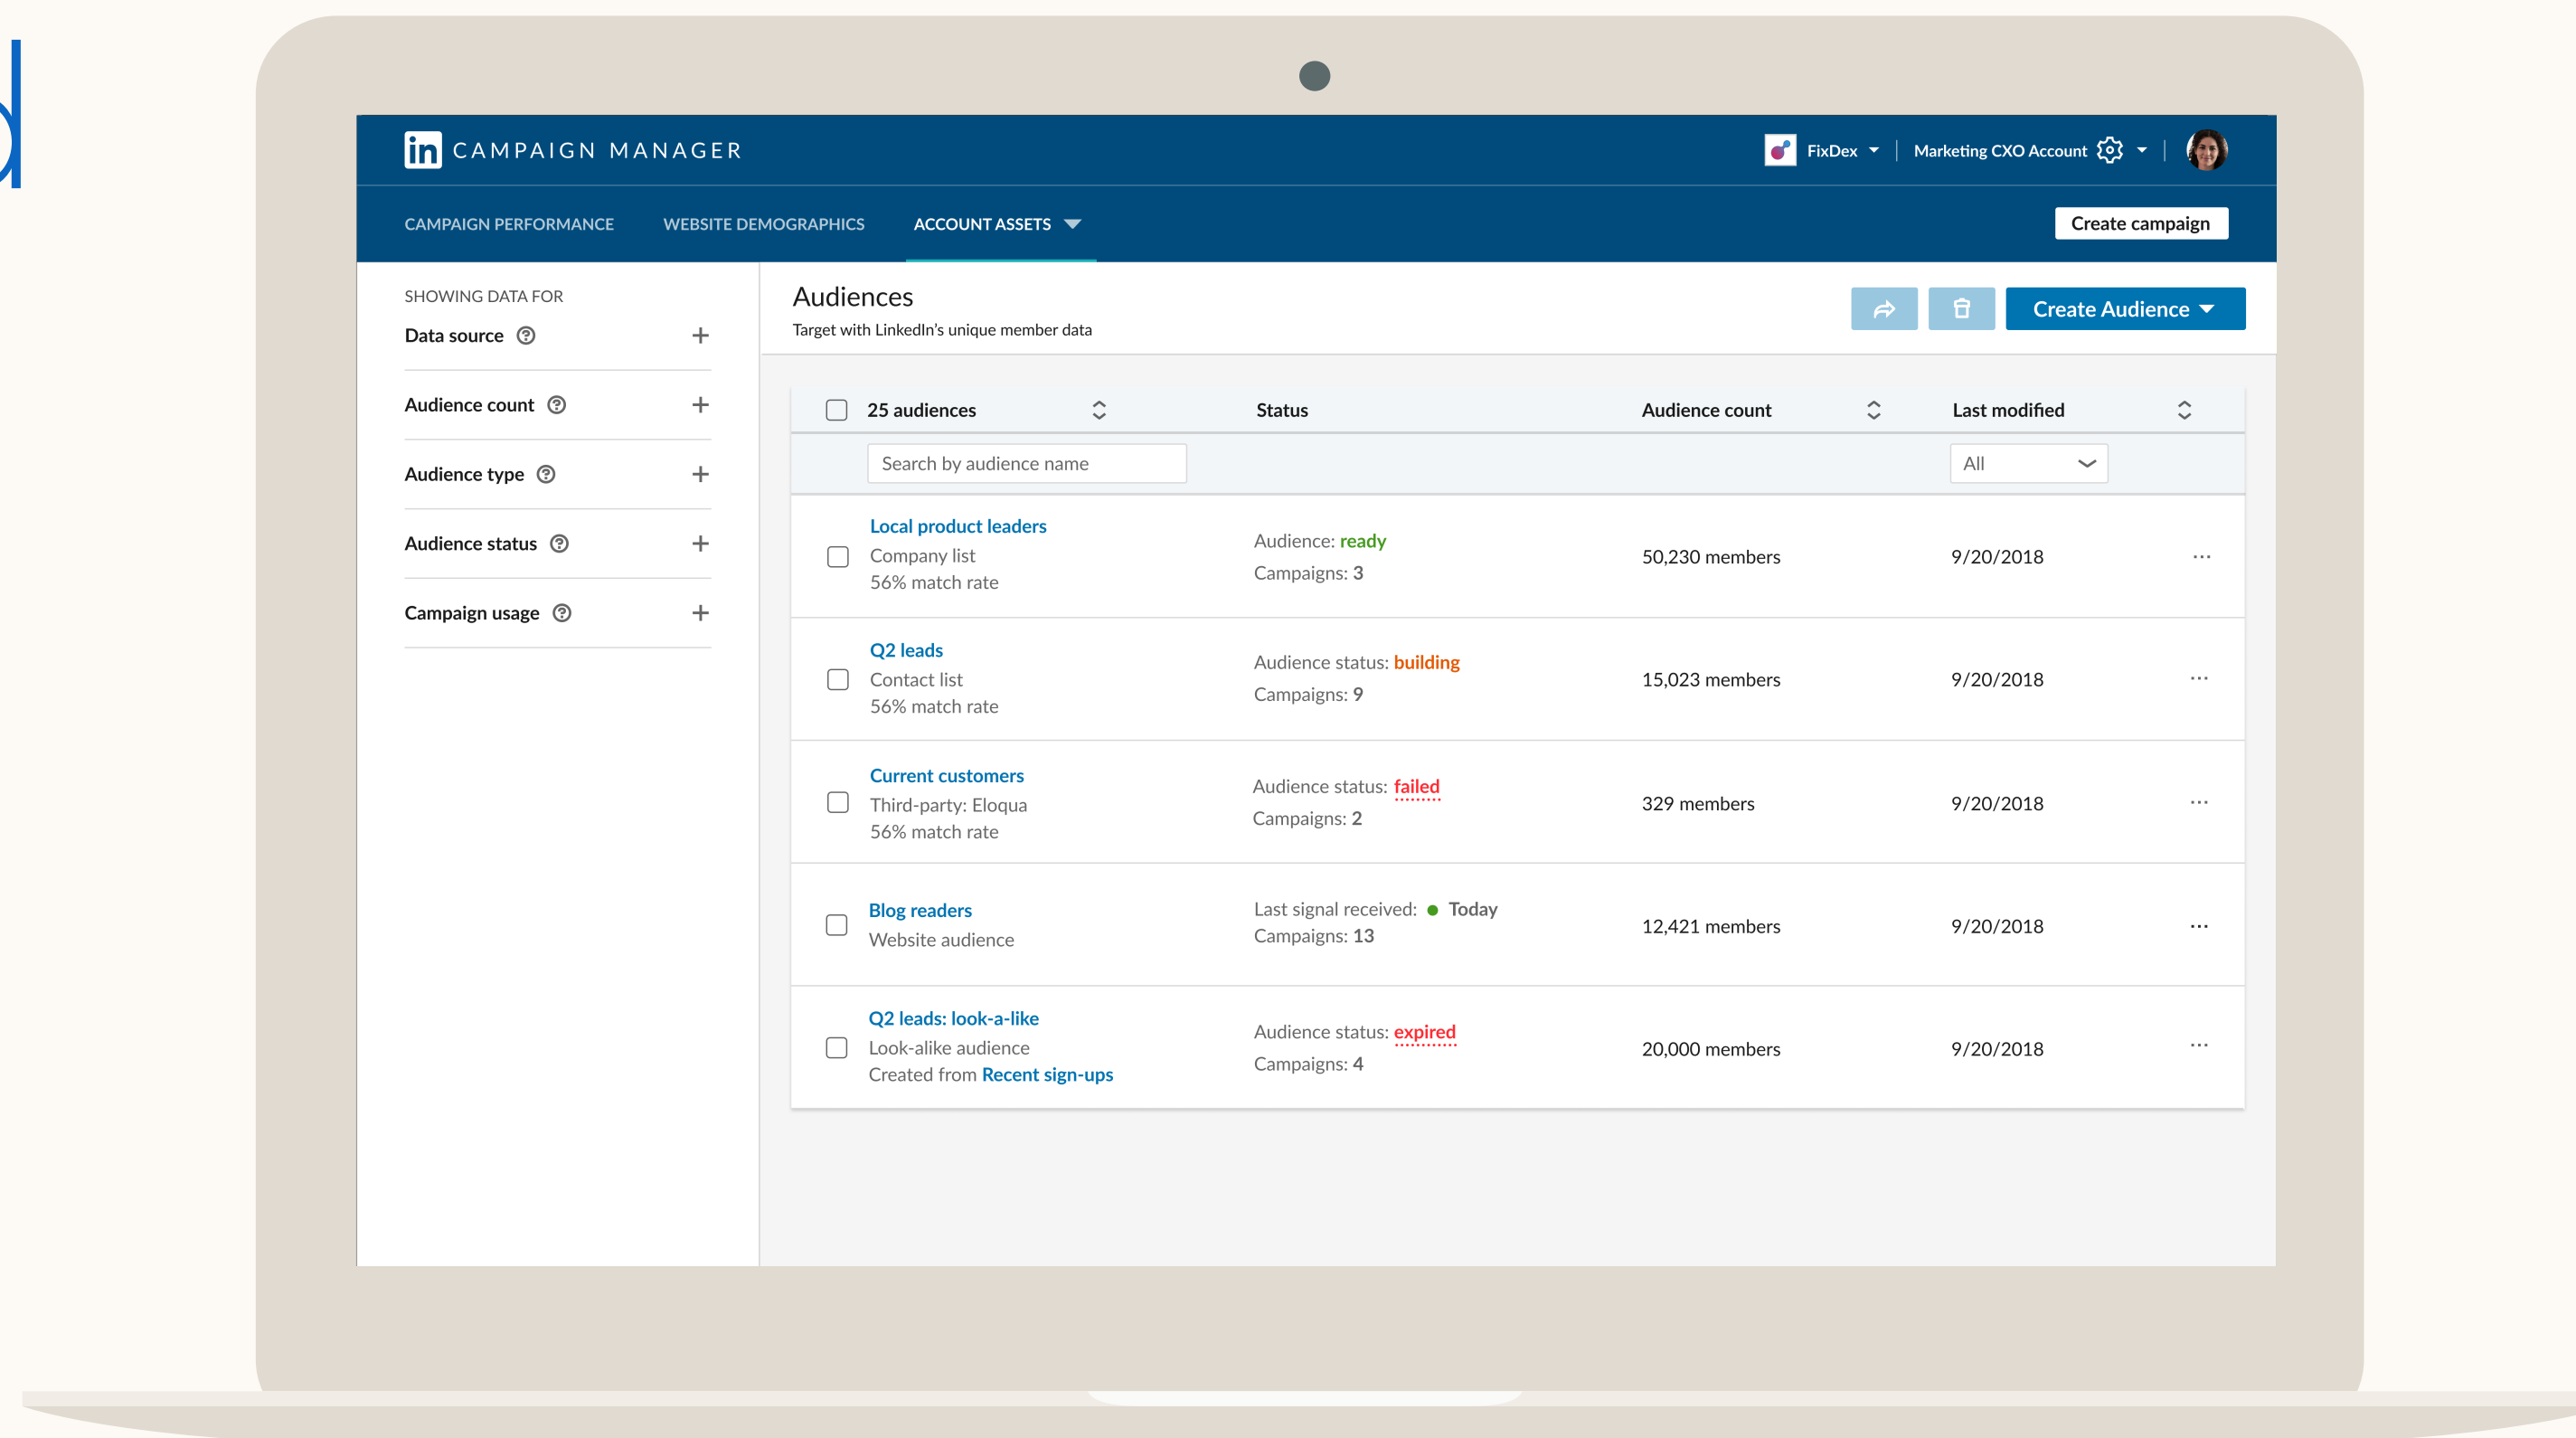 d
in CAMPAIGN MANAGER
FixDex
Marketing CXO Account
CAMPAIGN PERFORMANCE
WEBSITE DEMOGRAPHICS
ACCOUNT ASSETS
Create campaign
SHOWING DATA FOR
Data source ?
Audience count ?
Audience type ?
Audience status ?
Campaign usage ?
Audiences
Target with LinkedIn’s unique member data
Create Audience
25 audiences Status Audience count Last modified
Search by audience name All
Local product leaders
Company list
56% match rate
Audience: ready
Campaigns: 3
50,230 members
9/20/2018
...
Q2 leads
Contact list
56% match rate
Audience status: building
Campaigns: 9
15,023 members
9/20/2018
...
Current customers
Third-party: Eloqua
56% match rate
Audience status: failed
Campaigns: 2
329 members
9/20/2018
...
Blog readers
Website audience
Last signal received: ● Today
Campaigns: 13
12,421 members
9/20/2018
...
Q2 leads: look-a-like
Look-alike audience
Created from Recent sign-ups
Audience status: expired
Campaigns: 4
20,000 members
9/20/2018
...